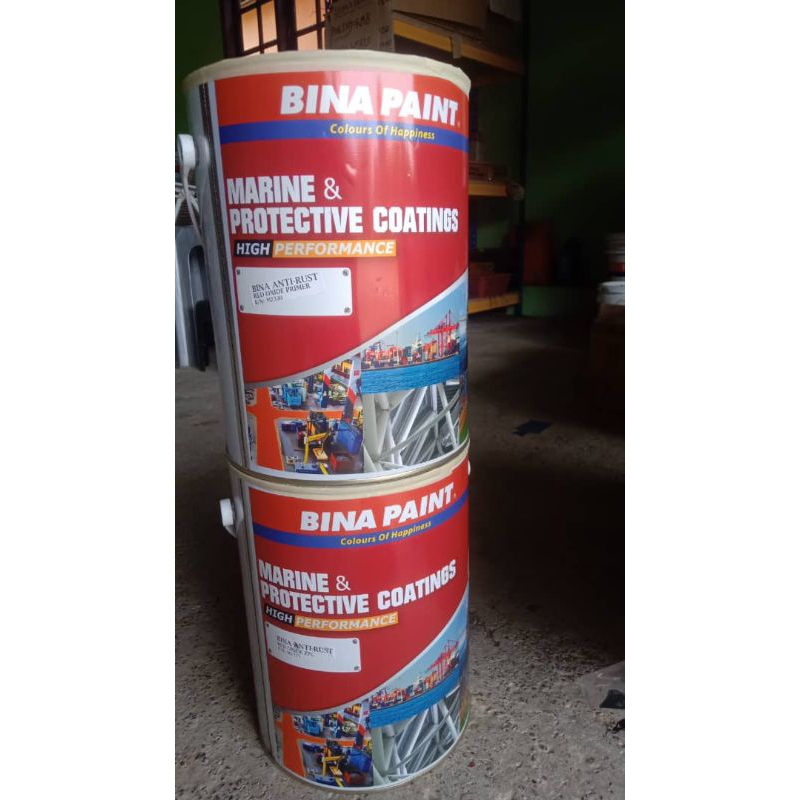 BINA PAINT
Colours Of Happiness
MARINE &
PROTECTIVE COATINGS
HIGH PERFORMANCE
BINA ANTI-RUST
RED OXIDE PRIMER
BINA PAINT
Colours Of Happiness
MARINE &
PROTECTIVE COATINGS
HIGH PERFORMANCE
BINA ANTI-RUST